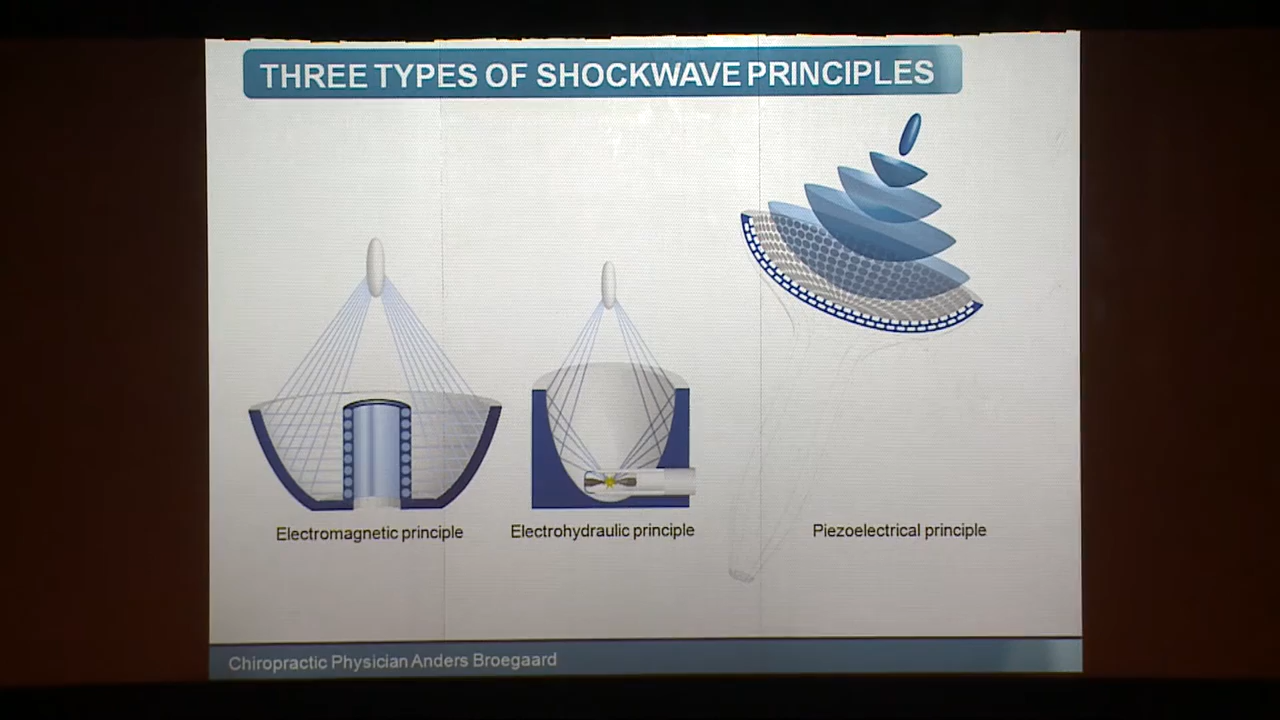 THREE TYPES OF SHOCKWAVE PRINCIPLES
Electromagnetic principle
Electrohydraulic principle
Piezoelectrical principle
Chiropractic Physician Anders Broegaard